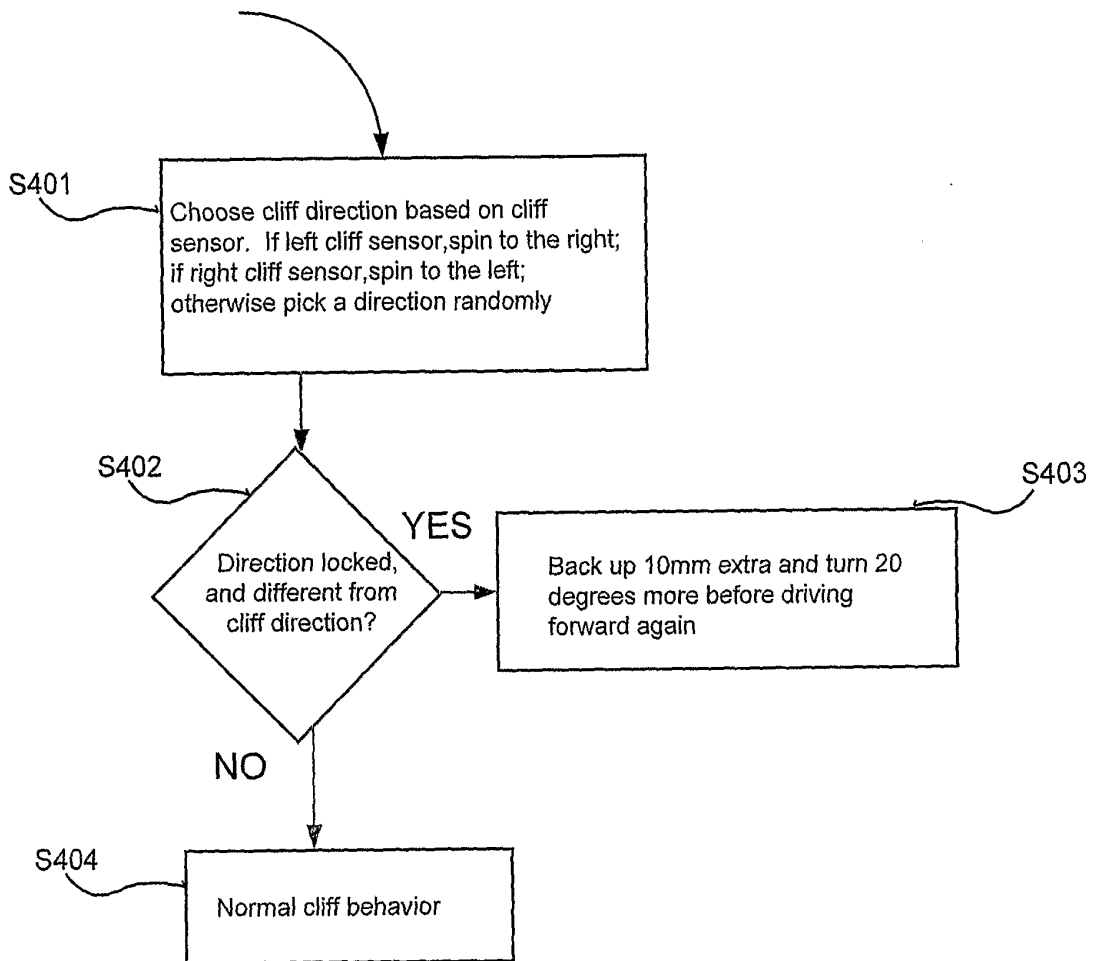 S401
Choose cliff direction based on cliff
sensor. If left cliff sensor,spin to the right;
if right cliff sensor,spin to the left;
otherwise pick a direction randomly
S402
Direction locked,
and different from
cliff direction?
YES
S403
Back up 10mm extra and turn 20
degrees more before driving
forward again
NO
S404
Normal cliff behavior